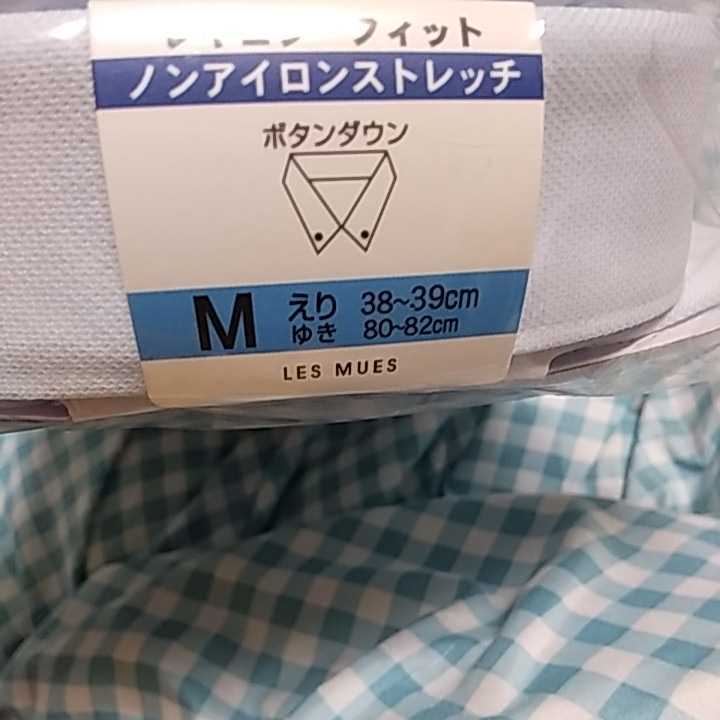 フィット
ノンアイロンストレッチ
ボタンダウン
M えり 38~39cm
ゆき 80~82cm
LES MUES